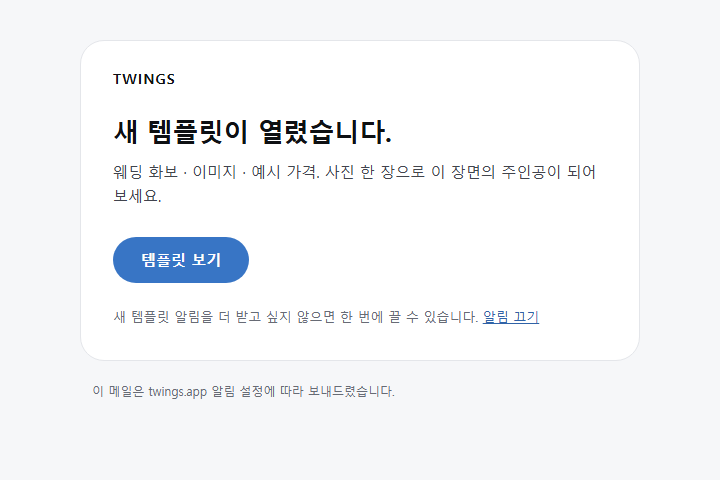 TWINGS
새 템플릿이 열렸습니다.
웨딩 화보 · 이미지 · 예시 가격. 사진 한 장으로 이 장면의 주인공이 되어
보세요.
템플릿 보기
새 템플릿 알림을 더 받고 싶지 않으면 한 번에 끌 수 있습니다. 알림 끄기
이 메일은 twings.app 알림 설정에 따라 보내드렸습니다.